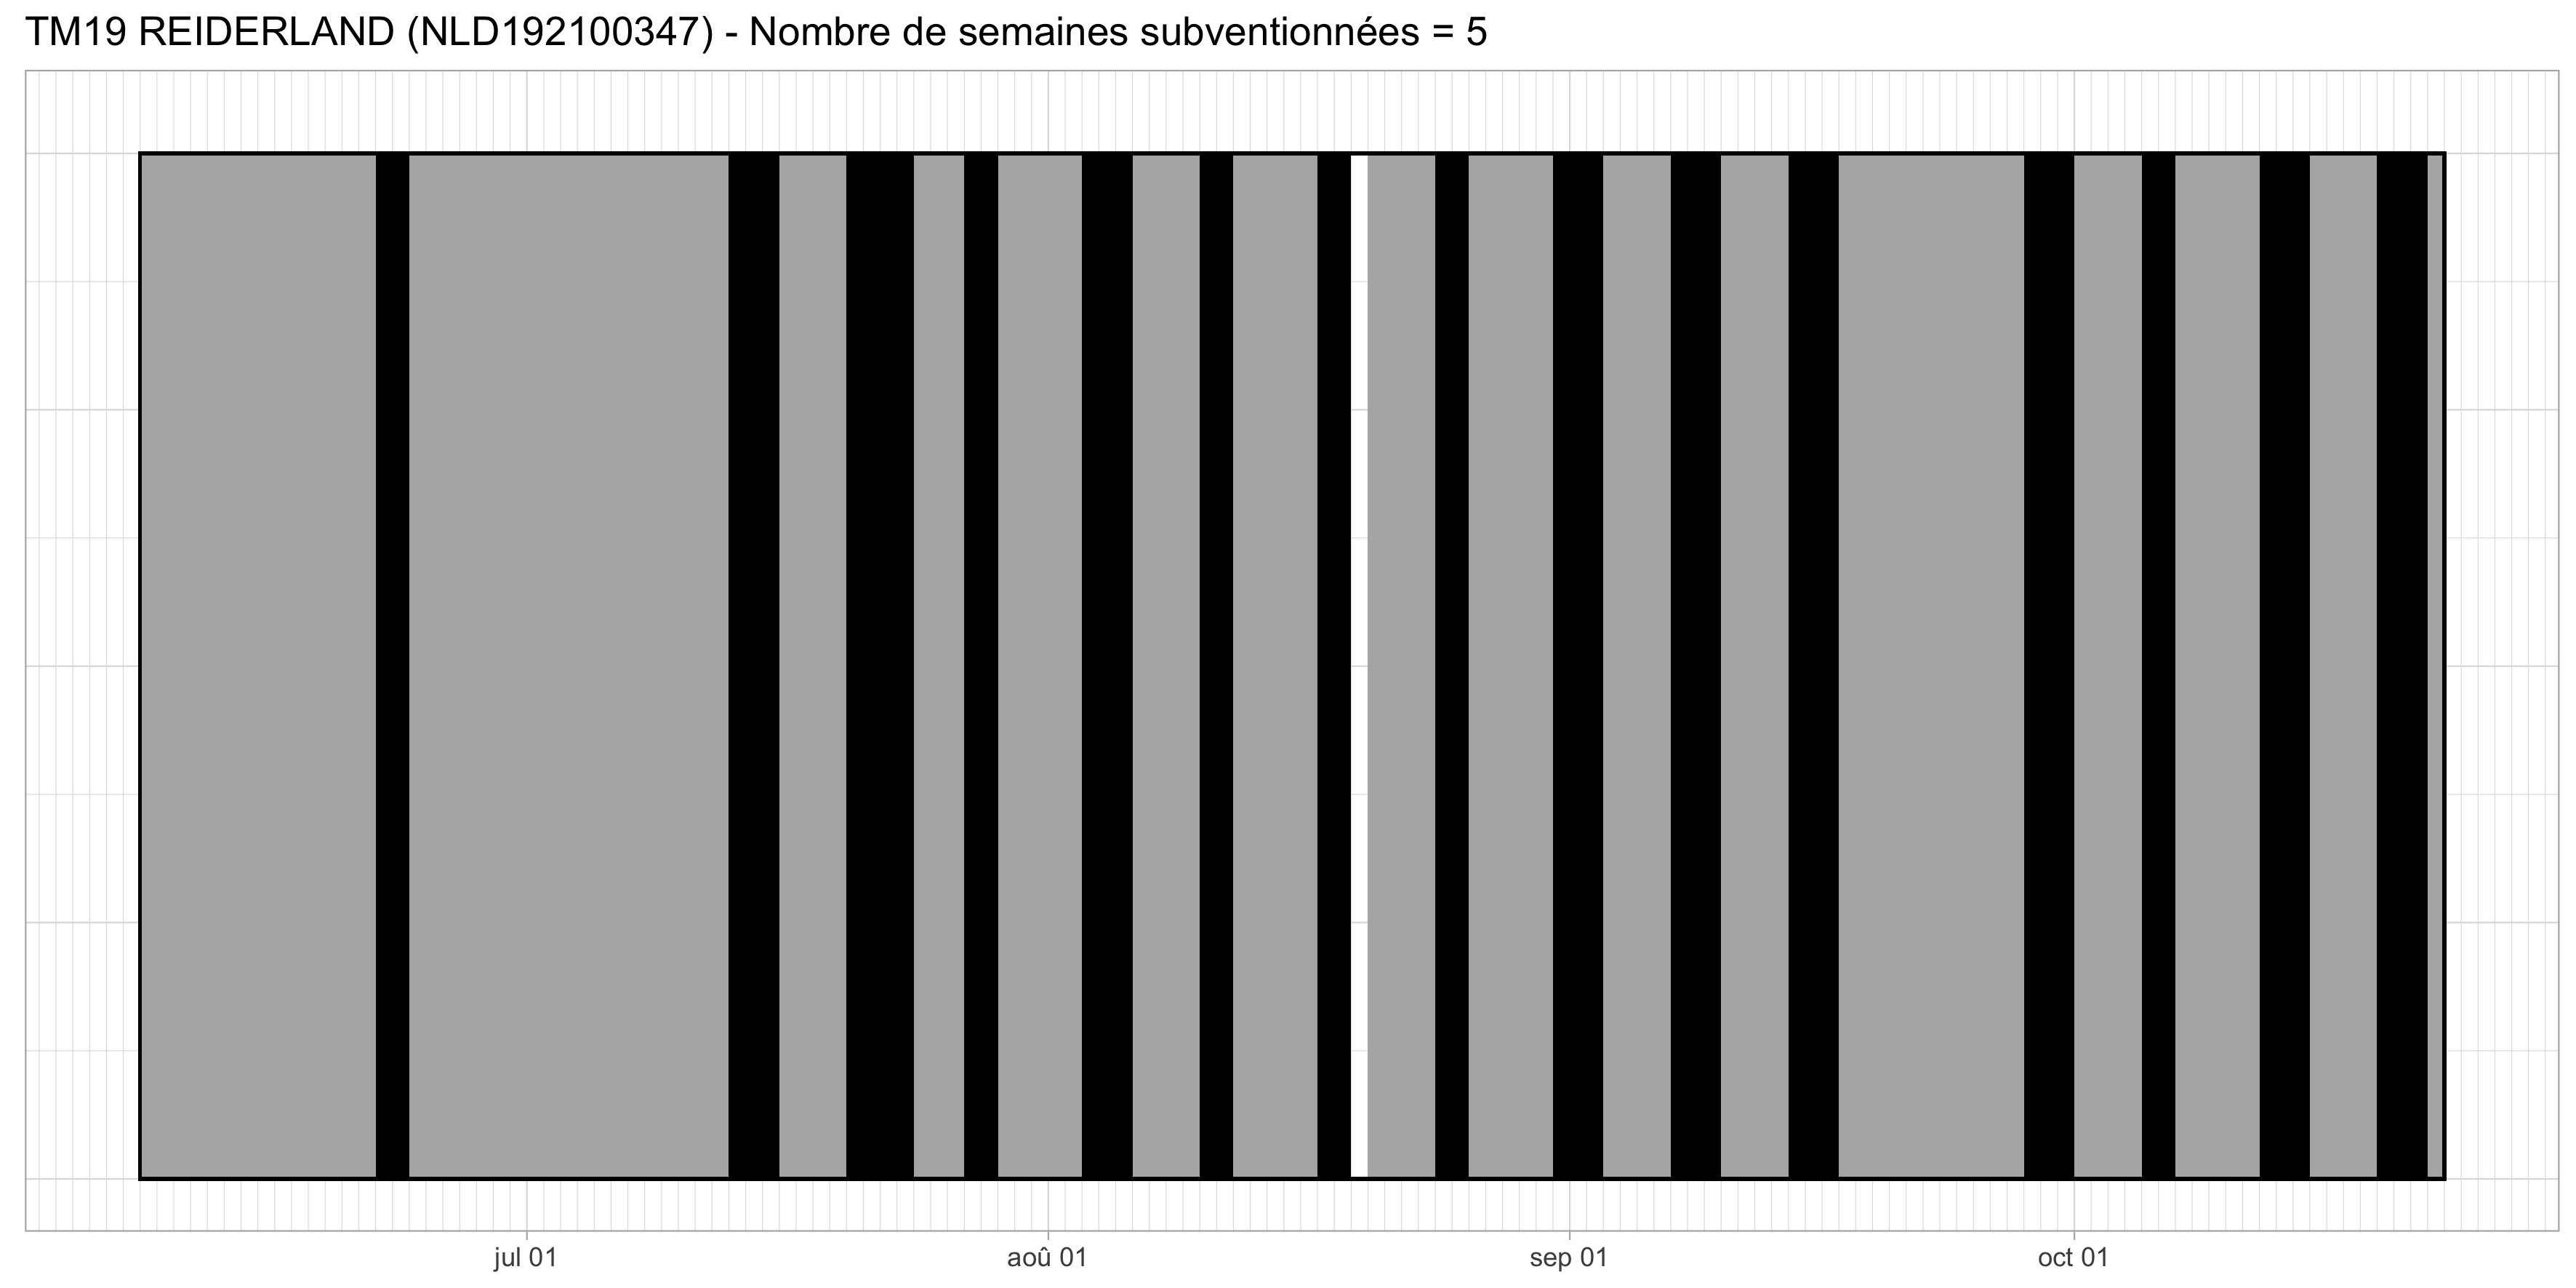 TM19 REIDERLAND (NLD192100347) - Nombre de semaines subventionnées = 5
jul 01
aoû 01
sep 01
oct 01